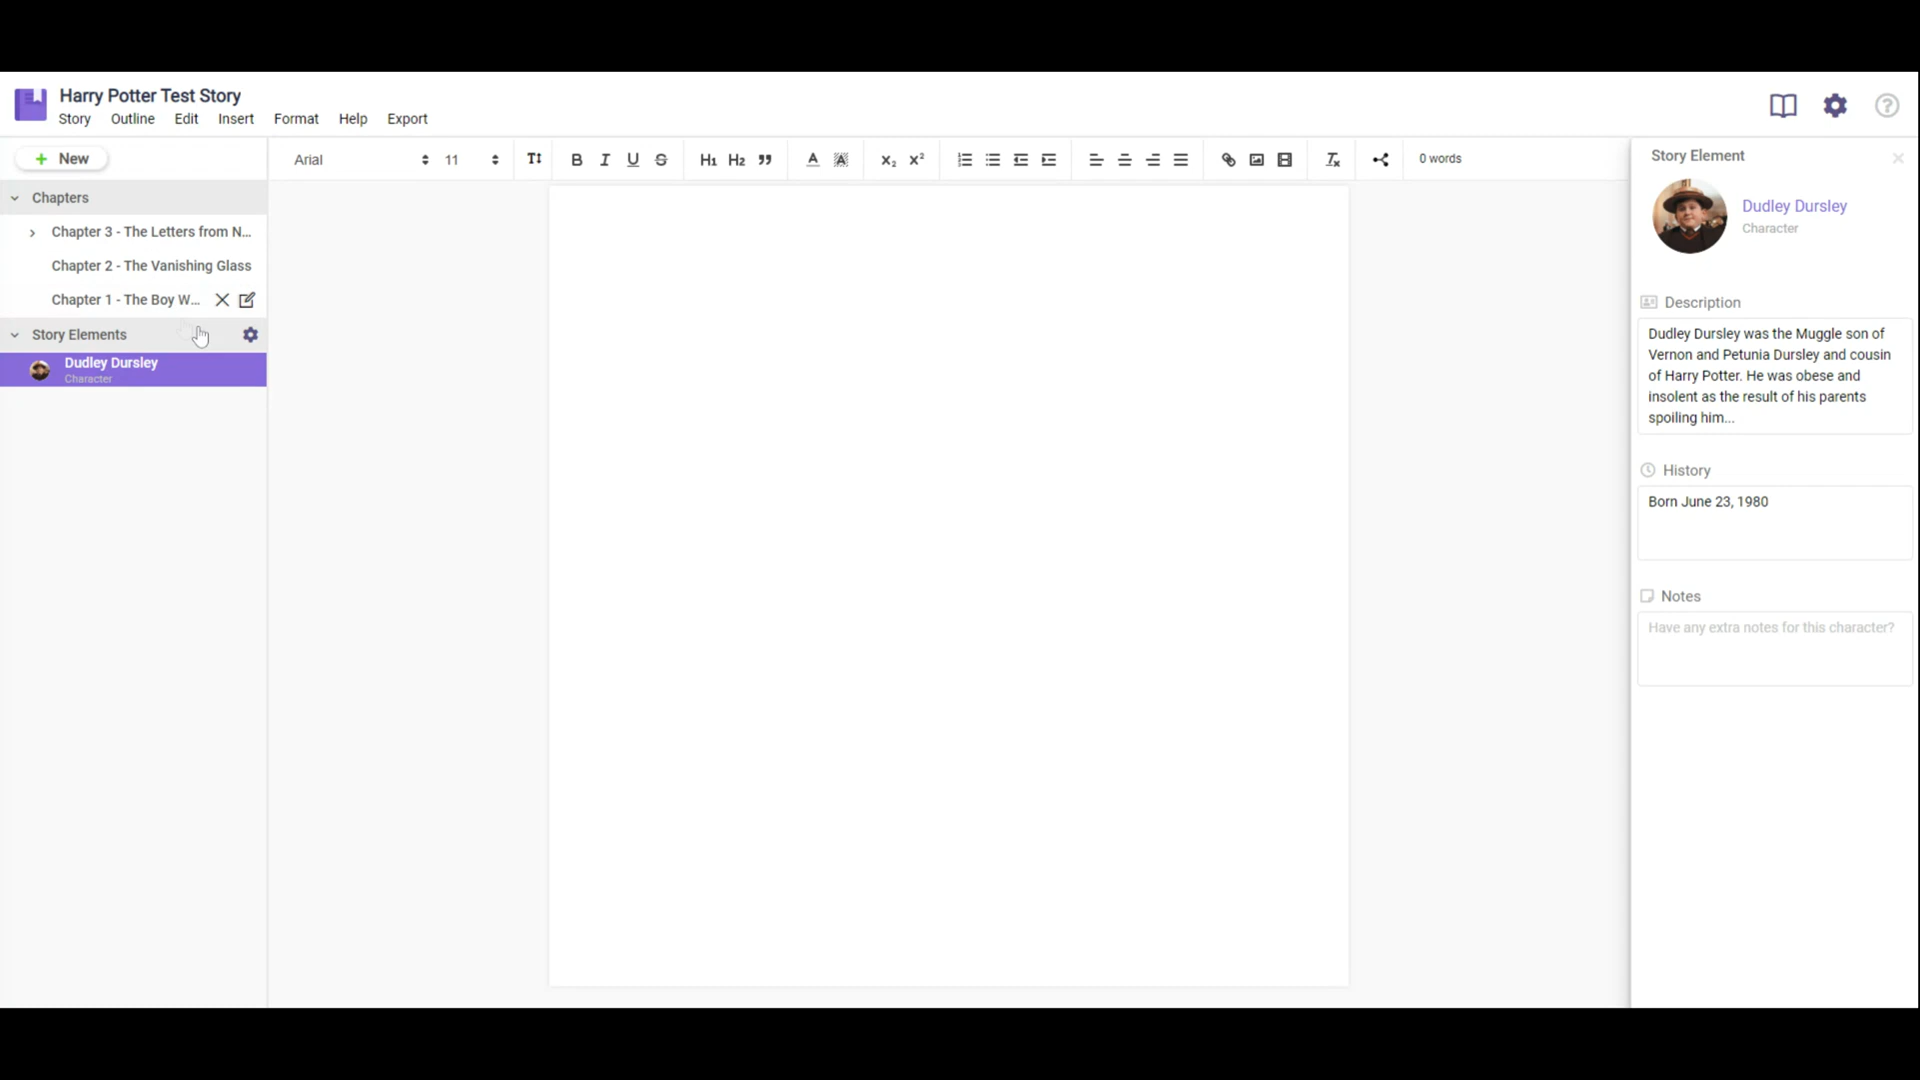 Harry Potter Test Story
Story Outline Edit Insert Format Help Export
+ New
Arial 11
0 words
Chapters
Chapter 3 - The Letters from N...
Chapter 2 - The Vanishing Glass
Chapter 1 - The Boy W...
Story Elements
Dudley Dursley
Character
Story Element
Dudley Dursley
Character
Description
Dudley Dursley was the Muggle son of
Vernon and Petunia Dursley and cousin
of Harry Potter. He was obese and
insolent as the result of his parents
spoiling him...
History
Born June 23, 1980
Notes
Have any extra notes for this character?